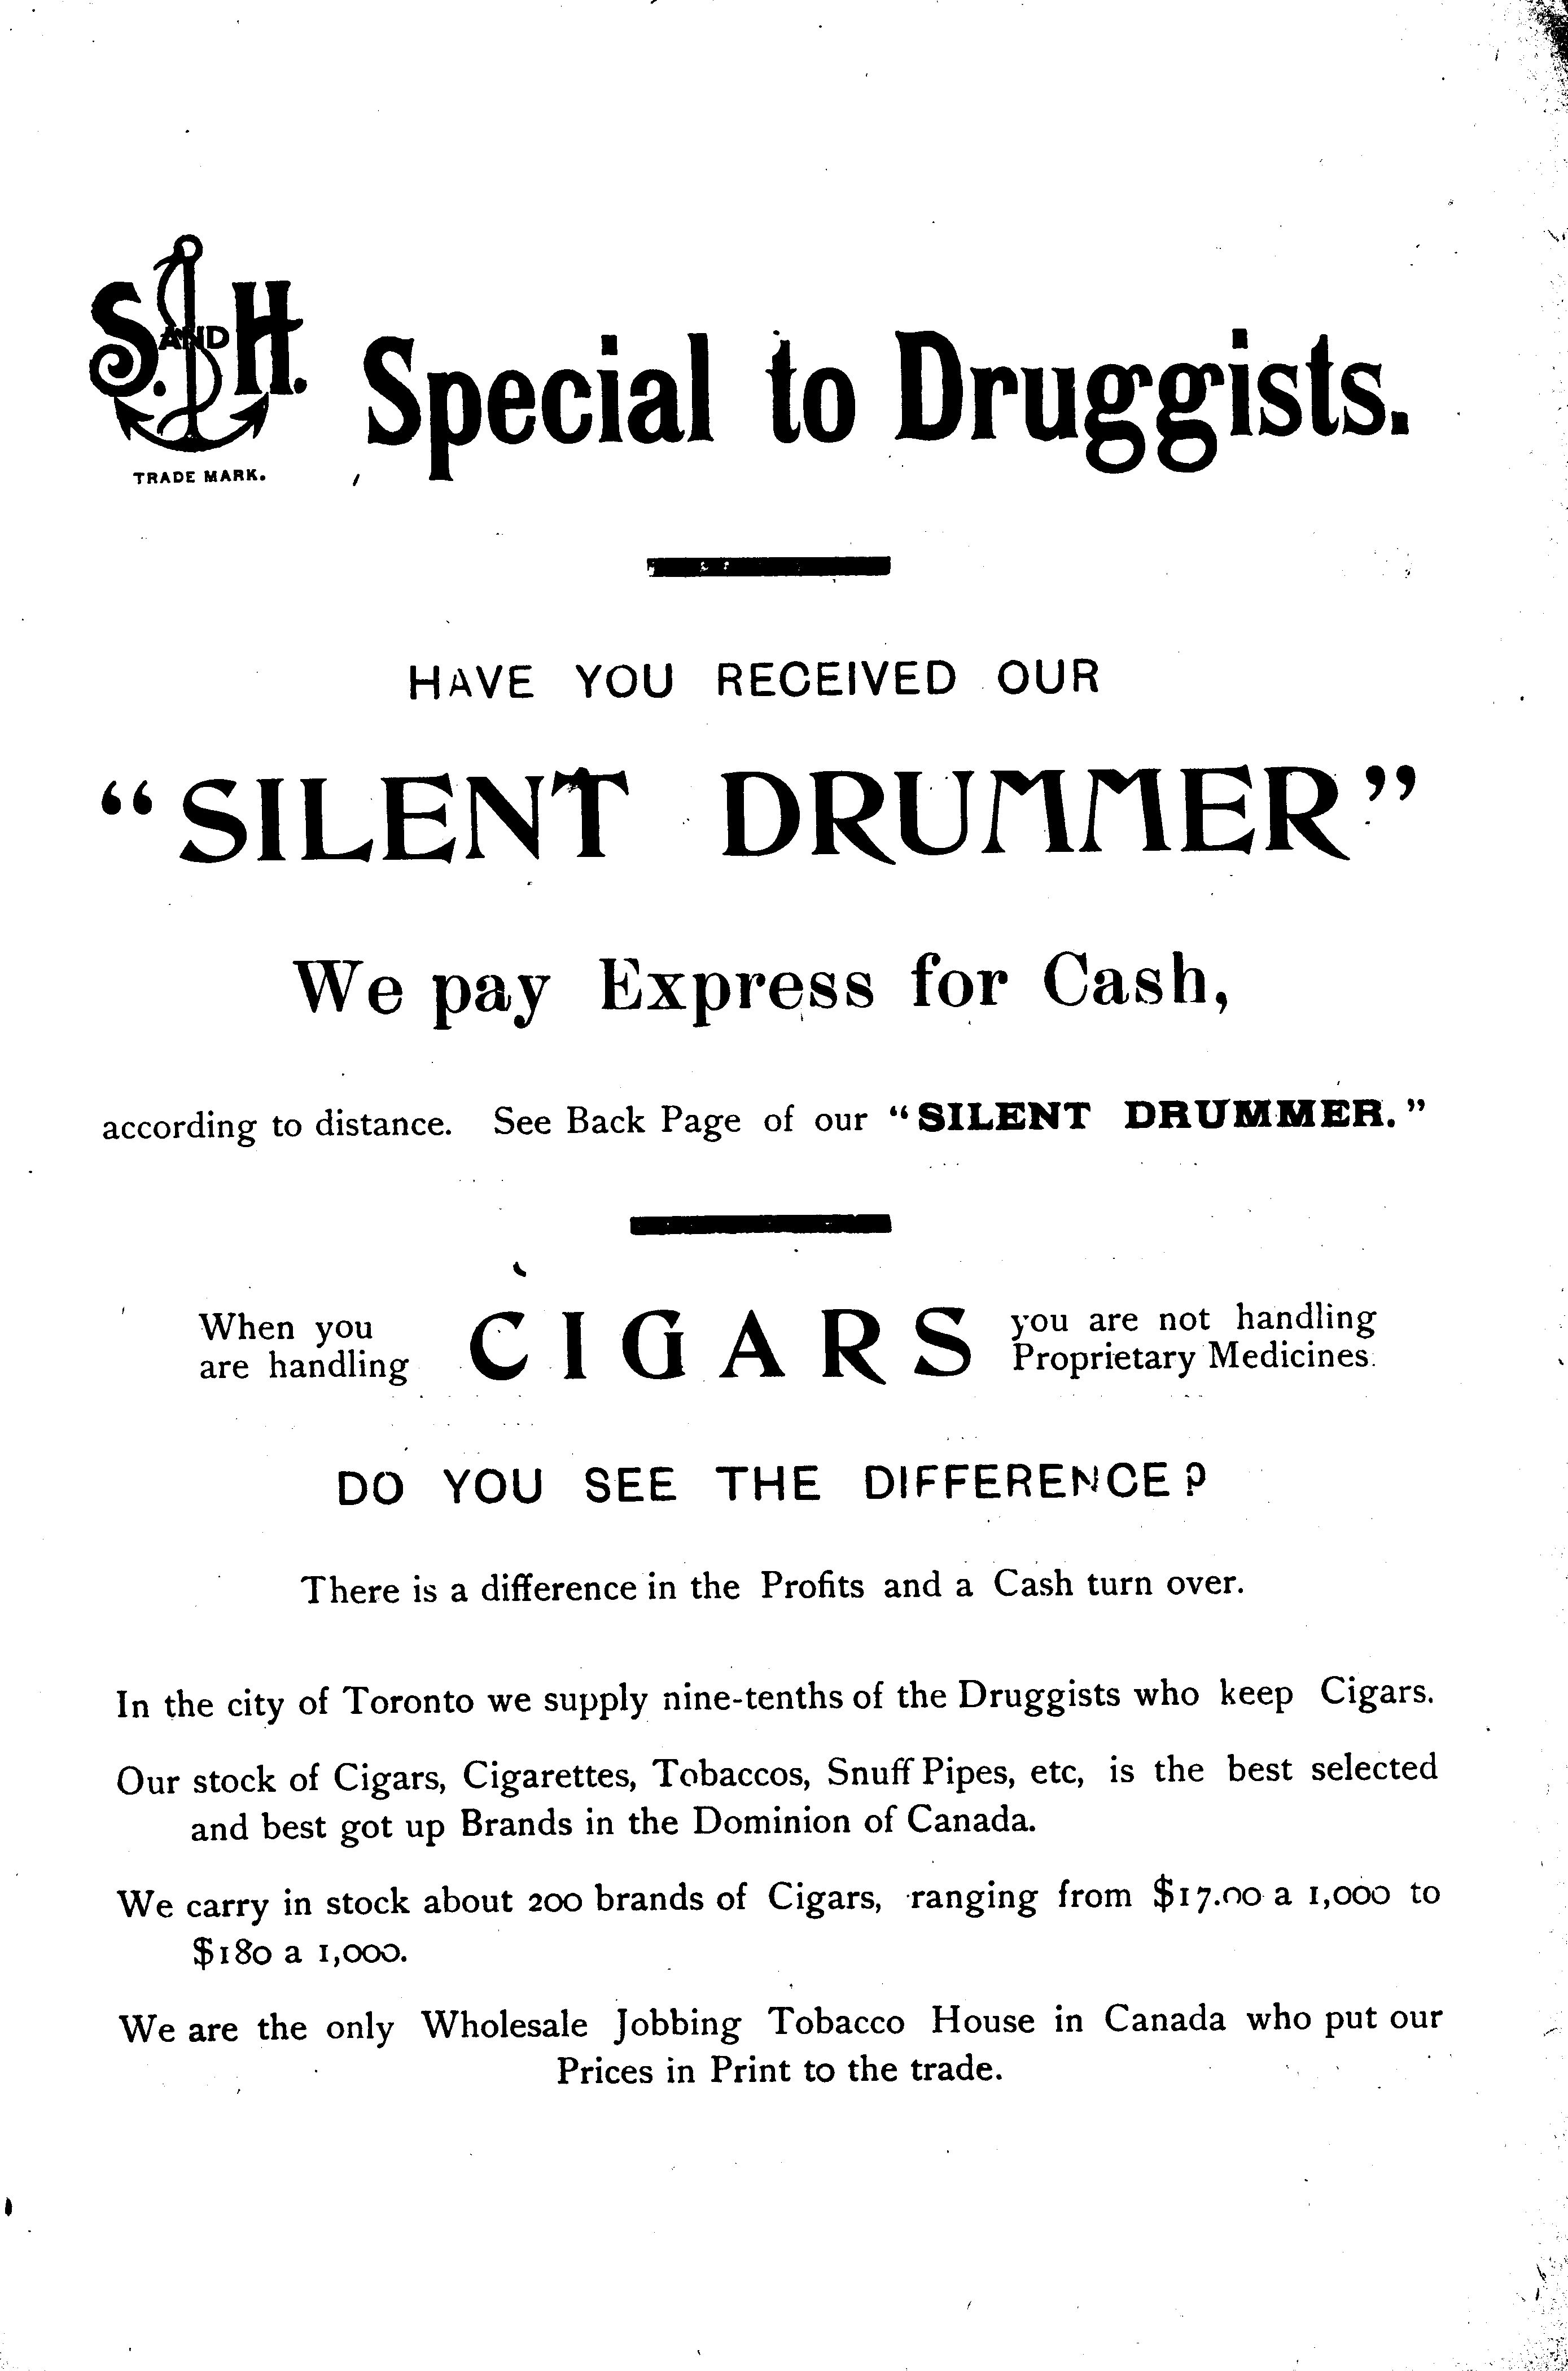 S. AND H.
TRADE MARK.
Special to Druggists.
HAVE YOU RECEIVED OUR
“SILENT DRUMMER”
We pay Express for Cash,
according to distance. See Back Page of our “SILENT DRUMMER.”
When you
are handling
CIGARS
you are not handling
Proprietary Medicines.
DO YOU SEE THE DIFFERENCE?
There is a difference in the Profits and a Cash turn over.
In the city of Toronto we supply nine-tenths of the Druggists who keep Cigars.
Our stock of Cigars, Cigarettes, Tobaccos, Snuff Pipes, etc, is the best selected
and best got up Brands in the Dominion of Canada.
We carry in stock about 200 brands of Cigars, ranging from $17.00 a 1,000 to
$180 a 1,000.
We are the only Wholesale Jobbing Tobacco House in Canada who put our
Prices in Print to the trade.